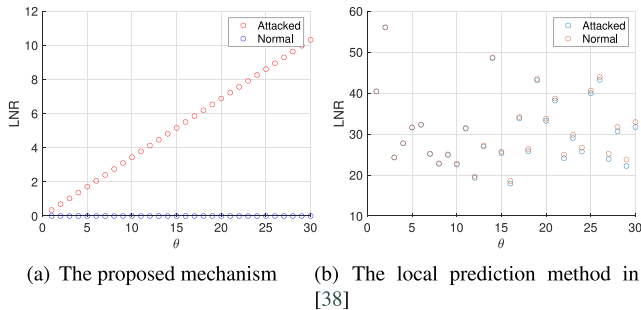 12
10
8
6
4
2
0
LNR
0 5 10 15 20 25 30
θ
Attacked
Normal
60
50
40
30
20
10
LNR
0 5 10 15 20 25 30
θ
Attacked
Normal
(a) The proposed mechanism
(b) The local prediction method in
[38]